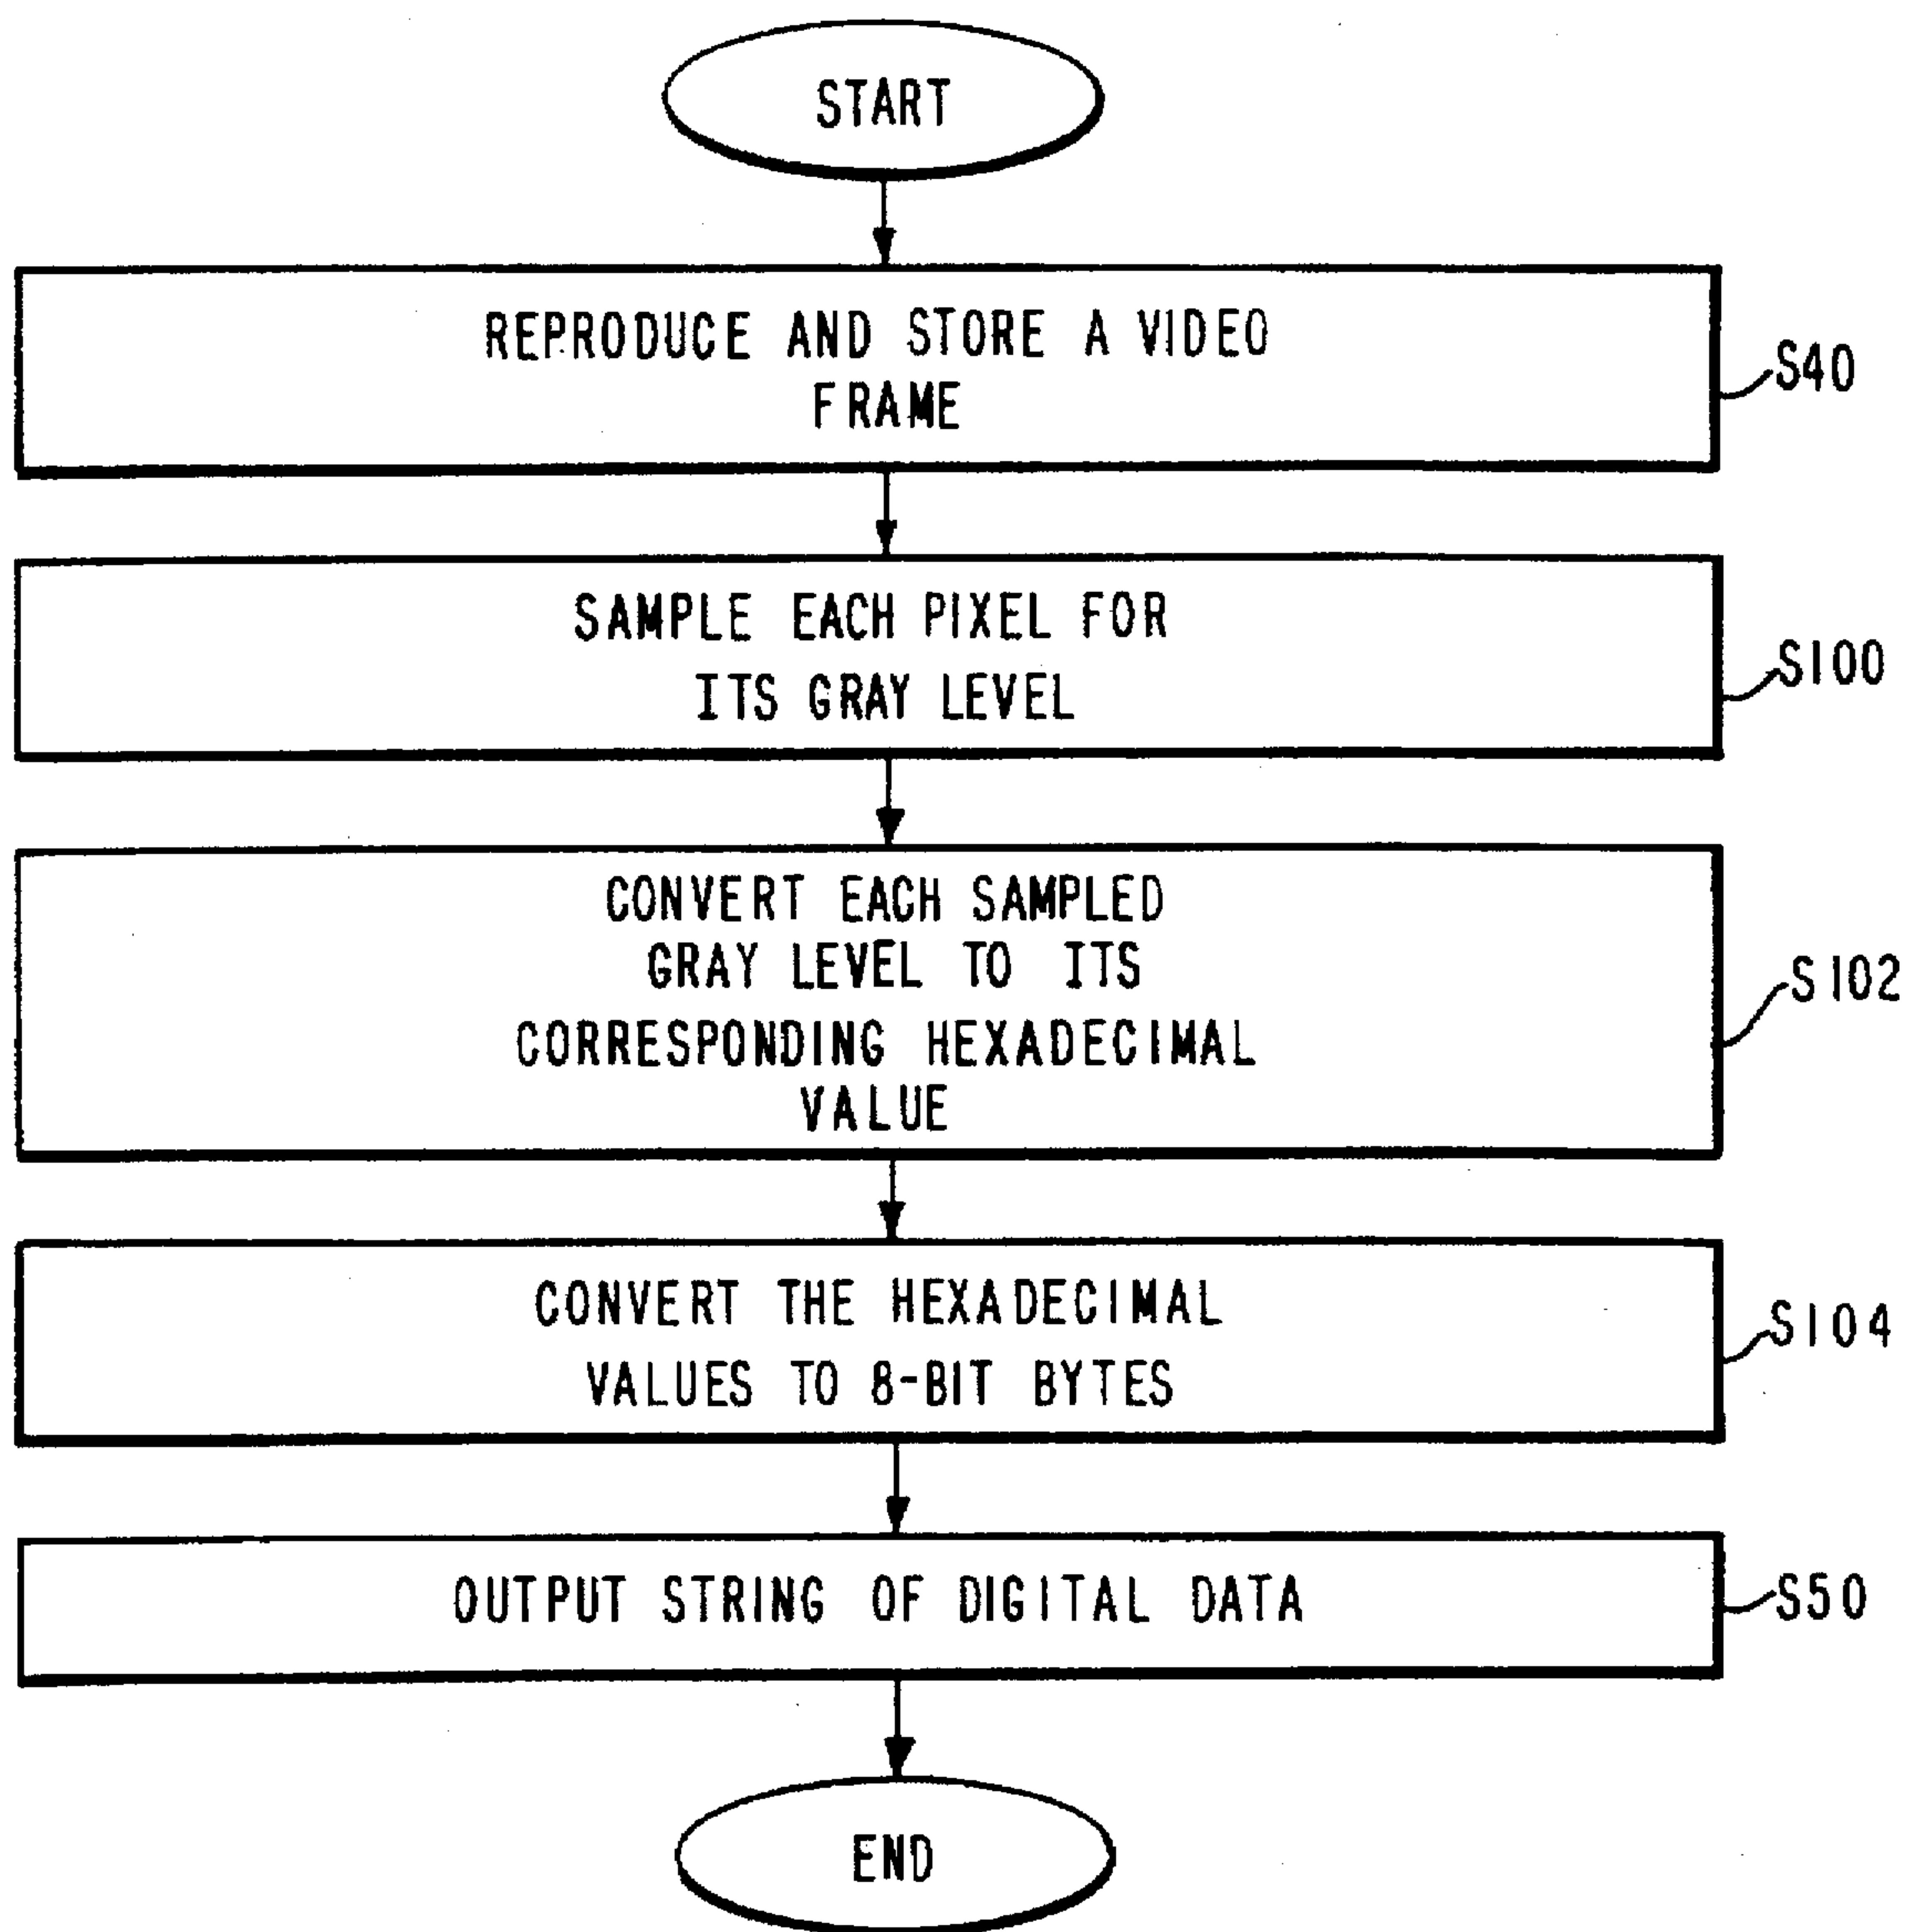 START
REPRODUCE AND STORE A VIDEO
FRAME
S40
SAMPLE EACH PIXEL FOR
ITS GRAY LEVEL
S100
CONVERT EACH SAMPLED
GRAY LEVEL TO ITS
CORRESPONDING HEXADECIMAL
VALUE
S102
CONVERT THE HEXADECIMAL
VALUES TO 8-BIT BYTES
S104
OUTPUT STRING OF DIGITAL DATA
S50
END